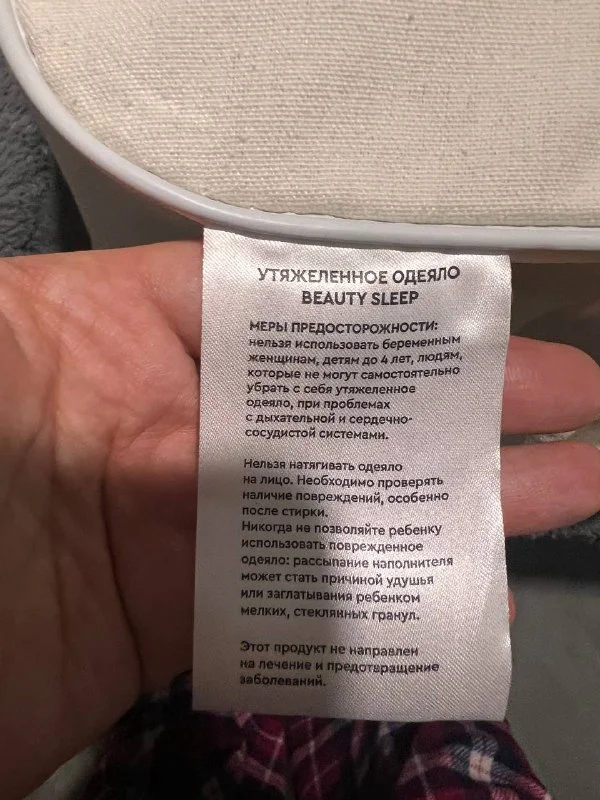 УТЯЖЕЛЕННОЕ ОДЕЯЛО
BEAUTY SLEEP
МЕРЫ ПРЕДОСТОРОЖНОСТИ:
нельзя использовать беременным
женщинам, детям до 4 лет, людям,
которые не могут самостоятельно
убрать с себя утяжеленное
одеяло, при проблемах
с дыхательной и сердечно-
сосудистой системами.
Нельзя натягивать одеяло
на лицо. Необходимо проверять
наличие повреждений, особенно
после стирки.
Никогда не позволяйте ребенку
использовать поврежденное
одеяло: рассыпание наполнителя
может стать причиной удушья
или заглатывания ребенком
мелких, стеклянных гранул.
Этот продукт не направлен
на лечение и предотвращение
заболеваний.